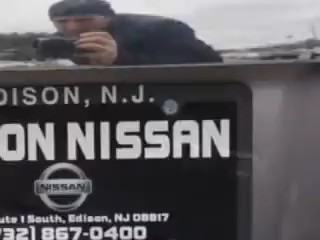 DISON, N.J.
ON NISSAN
NISSAN
ute 1 South, Edison, NJ 08817
732) 867-0400